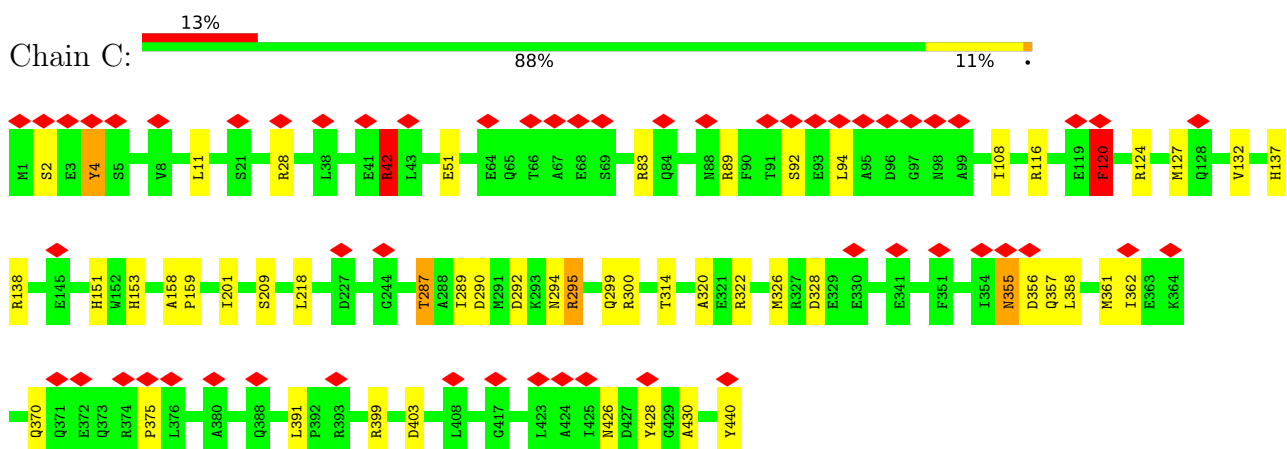 13%
Chain C:
88% 11% •
M1 S2 E3 Y4 S5 V8 L11 S21 R28 L38 E41 R42 L43 E51 E64 Q65 T66 A67 E68 S69 R83 Q84 N88 R89 F90 T91 S92 E93 L94 A95 D96 G97 N98 A99 I108 R116 E119 F120 R124 M127 Q128 V132 H137
R138 E145 H151 W152 H153 A158 P159 I201 S209 L218 D227 G244 T287 A288 I289 D290 M291 D292 K293 N294 R295 Q299 R300 T314 A320 E321 R322 M326 R327 D328 E329 E330 E341 F351 I354 N355 D356 Q357 L358 M361 I362 E363 K364
Q370 Q371 E372 Q373 R374 P375 L376 A380 Q388 L391 P392 R393 R399 D403 L408 G417 L423 A424 I425 N426 D427 Y428 G429 A430 Y440